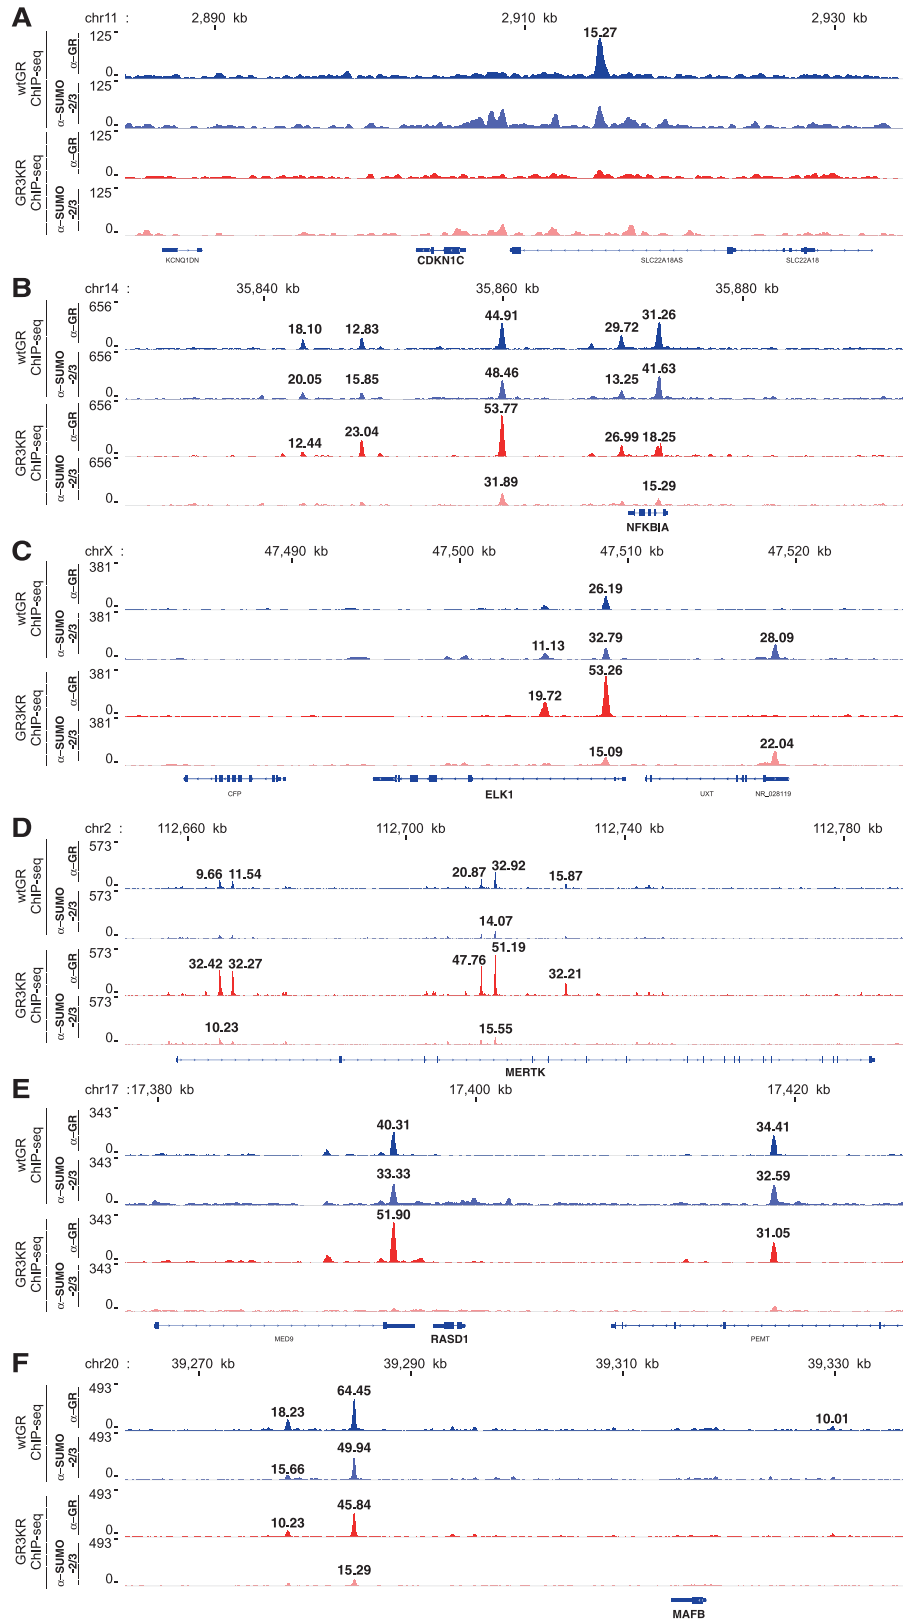 A
chr11 : 2,890 kb 2,910 kb 2,930 kb
wtGR ChIP-seq
α-GR
125
15.27
0
α-SUMO -2/3
125
0
GR3KR ChIP-seq
α-GR
125
0
α-SUMO -2/3
125
0
KCNQ1DN CDKN1C SLC22A18AS SLC22A18
B
chr14 35,840 kb 35,860 kb 35,880 kb
wtGR ChIP-seq
α-GR
656
18.10 12.83 44.91 29.72 31.26
0
α-SUMO -2/3
656
20.05 15.85 48.46 13.25 41.63
0
GR3KR ChIP-seq
α-GR
656
12.44 23.04 53.77 26.99 18.25
0
α-SUMO -2/3
656
31.89 15.29
0
NFKBIA
C
chrX : 47,490 kb 47,500 kb 47,510 kb 47,520 kb
wtGR ChIP-seq
α-GR
381
26.19
0
α-SUMO -2/3
381
11.13 32.79 28.09
0
GR3KR ChIP-seq
α-GR
381
19.72 53.26
0
α-SUMO -2/3
381
15.09 22.04
0
CFP ELK1 UXT NR_028119
D
chr2 : 112,660 kb 112,700 kb 112,740 kb 112,780 kb
wtGR ChIP-seq
α-GR
573
9.66 11.54 20.87 32.92 15.87
0
α-SUMO -2/3
573
14.07
0
GR3KR ChIP-seq
α-GR
573
32.42 32.27 47.76 51.19 32.21
0
α-SUMO -2/3
573
10.23 15.55
0
MERTK
E
chr17 :17,380 kb 17,400 kb 17,420 kb
wtGR ChIP-seq
α-GR
343
40.31 34.41
0
α-SUMO -2/3
343
33.33 32.59
0
GR3KR ChIP-seq
α-GR
343
51.90 31.05
0
α-SUMO -2/3
343
0
MED9 RASD1 PEMT
F
chr20 : 39,270 kb 39,290 kb 39,310 kb 39,330 kb
wtGR ChIP-seq
α-GR
493
18.23 64.45 10.01
0
α-SUMO -2/3
493
15.66 49.94
0
GR3KR ChIP-seq
α-GR
493
10.23 45.84
0
α-SUMO -2/3
493
15.29
0
MAFB